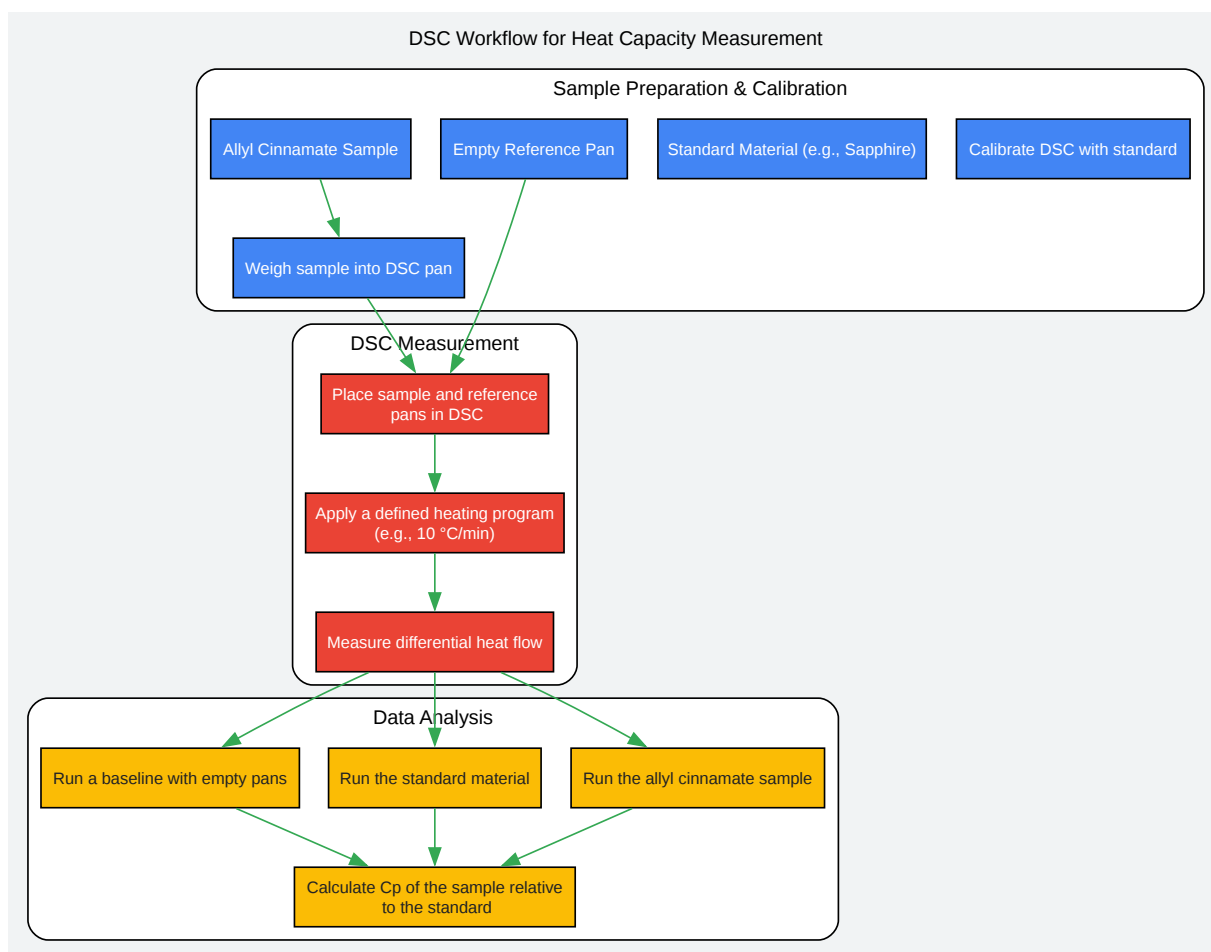 DSC Workflow for Heat Capacity Measurement
Sample Preparation & Calibration
Allyl Cinnamate Sample
Empty Reference Pan
Standard Material (e.g., Sapphire)
Calibrate DSC with standard
Weigh sample into DSC pan
DSC Measurement
Place sample and reference
pans in DSC
Apply a defined heating program
(e.g., 10 °C/min)
Measure differential heat flow
Data Analysis
Run a baseline with empty pans
Run the standard material
Run the allyl cinnamate sample
Calculate Cp of the sample relative
to the standard